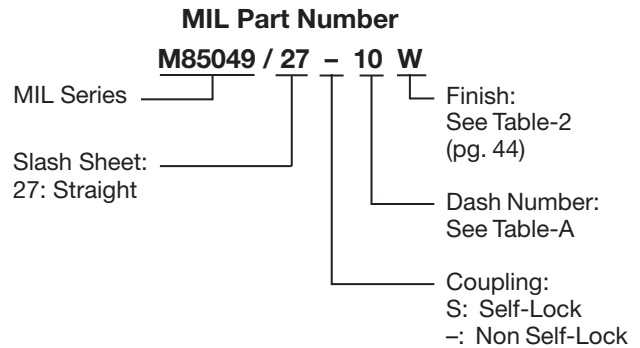 MIL Part Number
M85049 / 27 – 10 W
MIL Series
Slash Sheet:
27: Straight
Finish:
See Table-2
(pg. 44)
Dash Number:
See Table-A
Coupling:
S: Self-Lock
–: Non Self-Lock